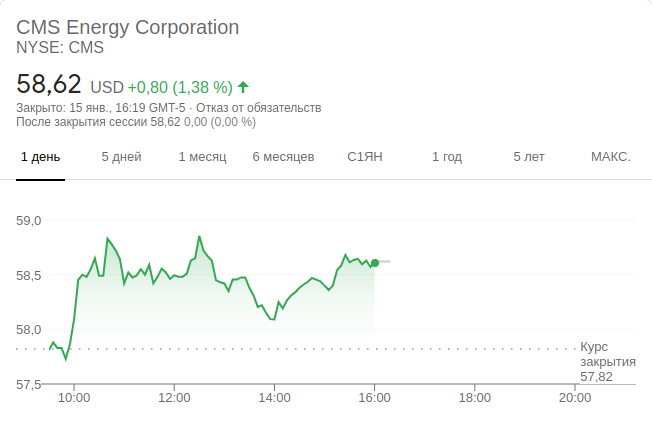 CMS Energy Corporation
NYSE: CMS
58,62 USD +0,80 (1,38 %)
Закрыто: 15 янв., 16:19 GMT-5 · Отказ от обязательств
После закрытия сессии 58,62 0,00 (0,00 %)
1 день 5 дней 1 месяц 6 месяцев С1ЯН 1 год 5 лет МАКС.
59,0
58,5
58,0
Курс
закрытия
57,82
57,5
10:00 12:00 14:00 16:00 18:00 20:00